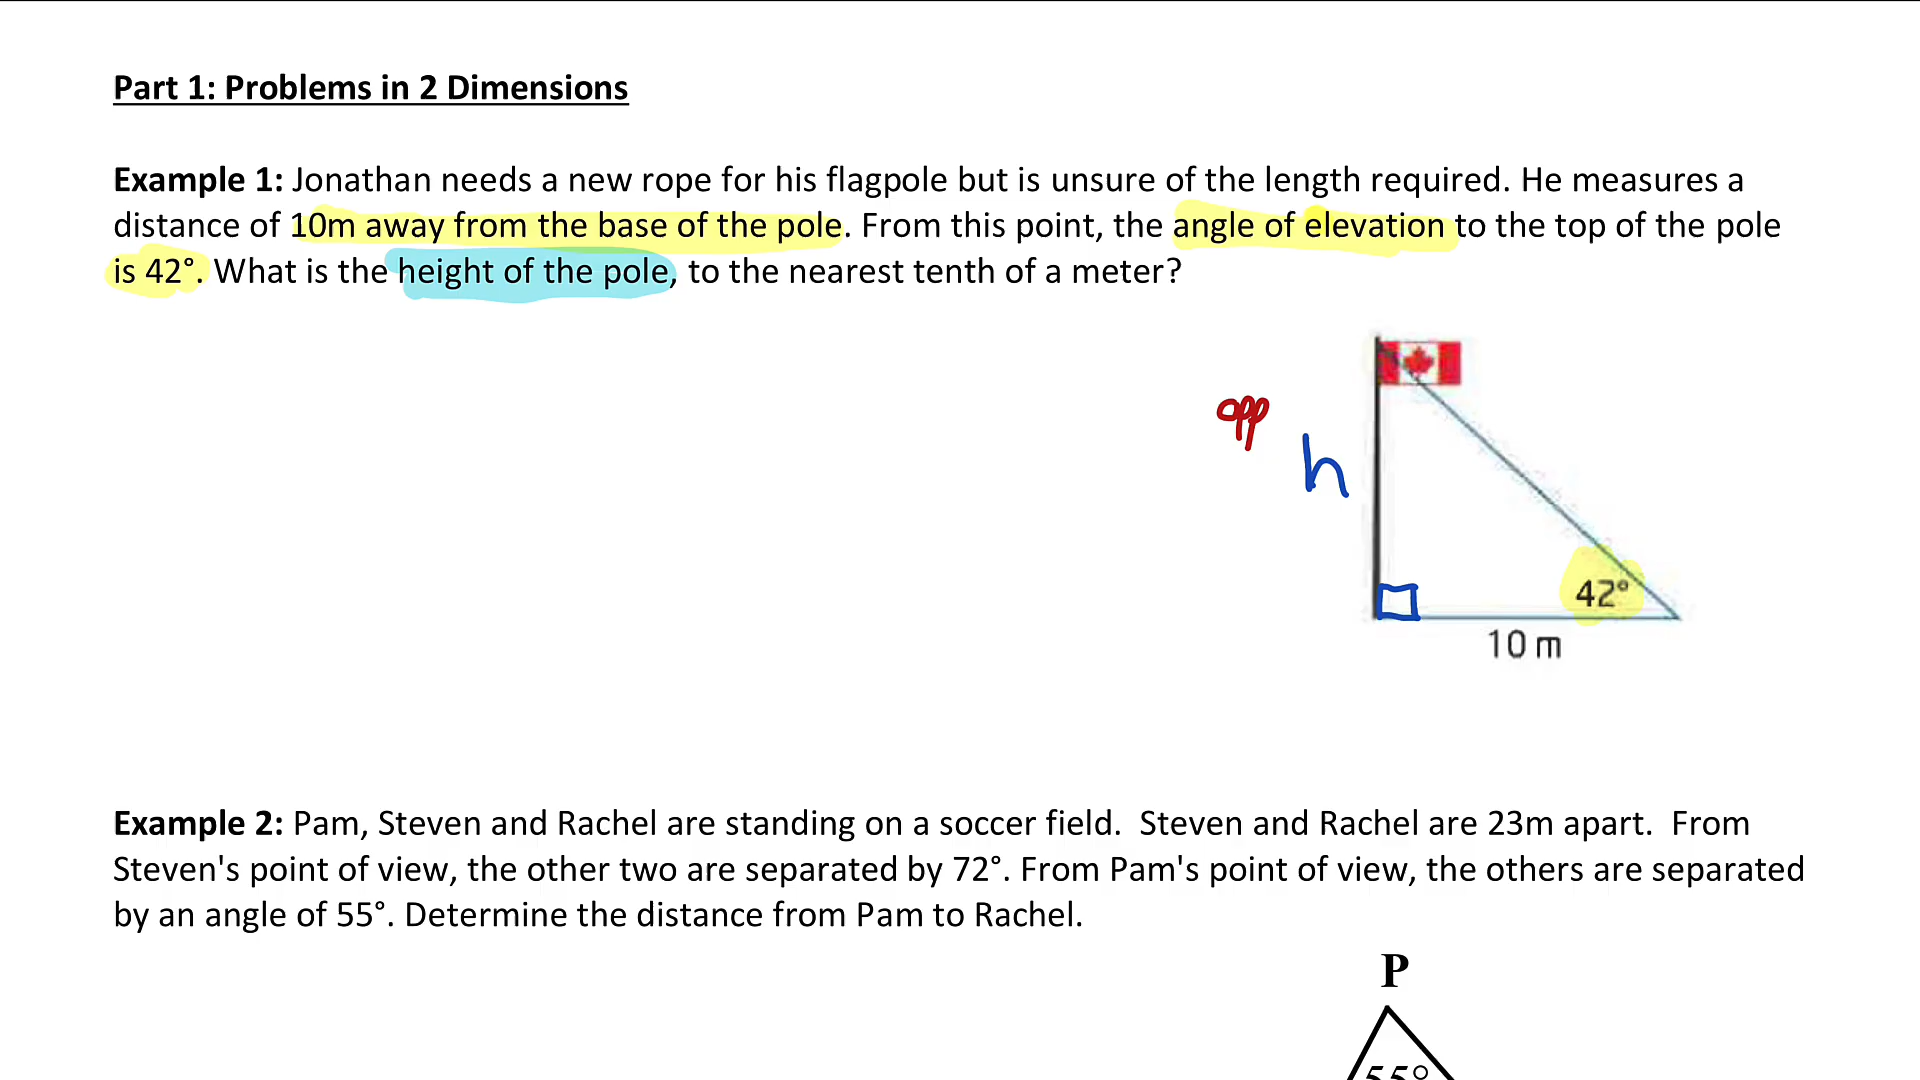 Part 1: Problems in 2 Dimensions
Example 1: Jonathan needs a new rope for his flagpole but is unsure of the length required. He measures a
distance of 10m away from the base of the pole. From this point, the angle of elevation to the top of the pole
is 42°. What is the height of the pole, to the nearest tenth of a meter?
opp
h
42°
10 m
Example 2: Pam, Steven and Rachel are standing on a soccer field.  Steven and Rachel are 23m apart.  From
Steven's point of view, the other two are separated by 72°. From Pam's point of view, the others are separated
by an angle of 55°. Determine the distance from Pam to Rachel.
P
55°